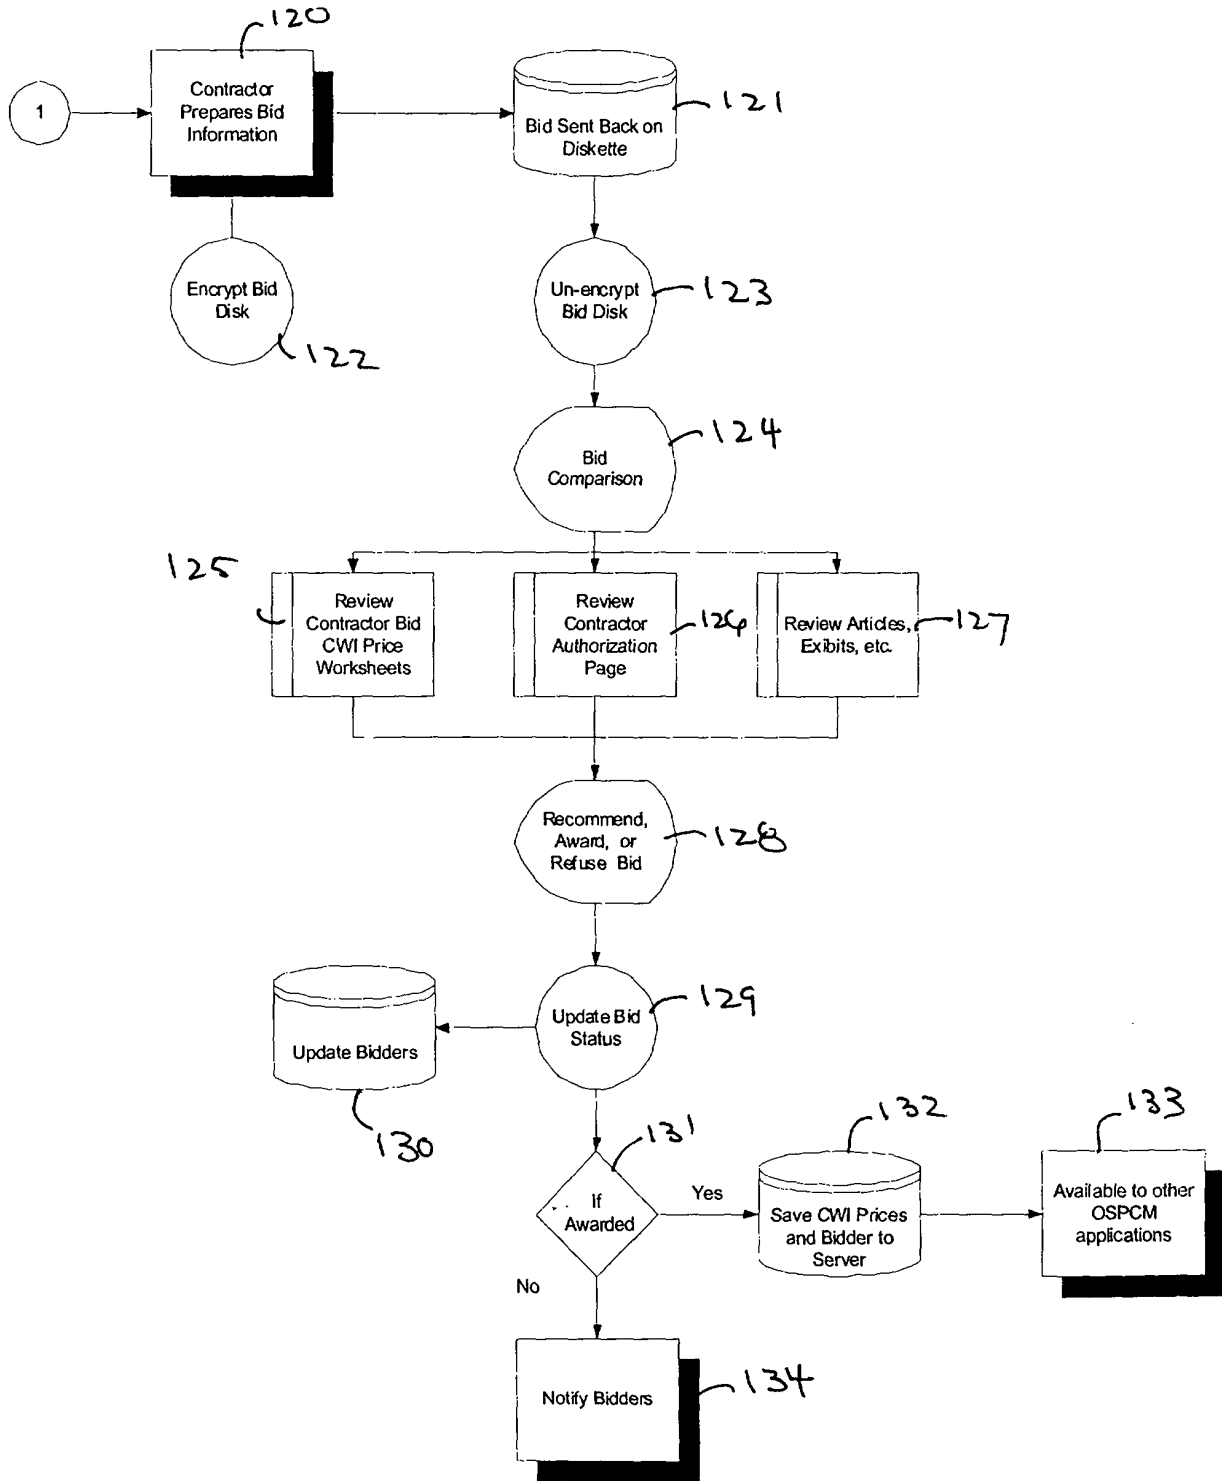 120
1
Contractor
Prepares Bid
Information
Bid Sent Back on
Diskette
121
Encrypt Bid
Disk
122
Un-encrypt
Bid Disk
123
Bid
Comparison
124
125
Review
Contractor Bid
CWI Price
Worksheets
Review
Contractor
Authorization
Page
126
Review Articles,
Exibits, etc.
127
Recommend,
Award, or
Refuse Bid
128
Update Bid
Status
129
Update Bidders
130
If
Awarded
131
Yes
No
Save CWI Prices
and Bidder to
Server
132
Available to other
OSPCM
applications
133
Notify Bidders
134